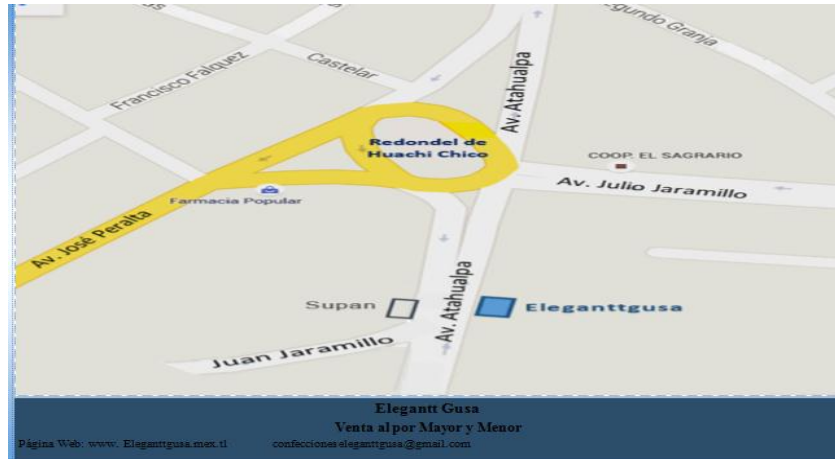 Segundo Granja
Castelar
Francisco Falquez
Av. Atahualpa
Redondel de
Huachi Chico
COOP. EL SAGRARIO
Av. Julio Jaramillo
Farmacia Popular
Av. José Peralta
Supan
Av. Atahualpa
Eleganttgusa
Juan Jaramillo
Elegantt Gusa
Venta al por Mayor y Menor
Página Web: www. Eleganttgusa.mex.tl confeccioneseleganttgusa@gmail.com